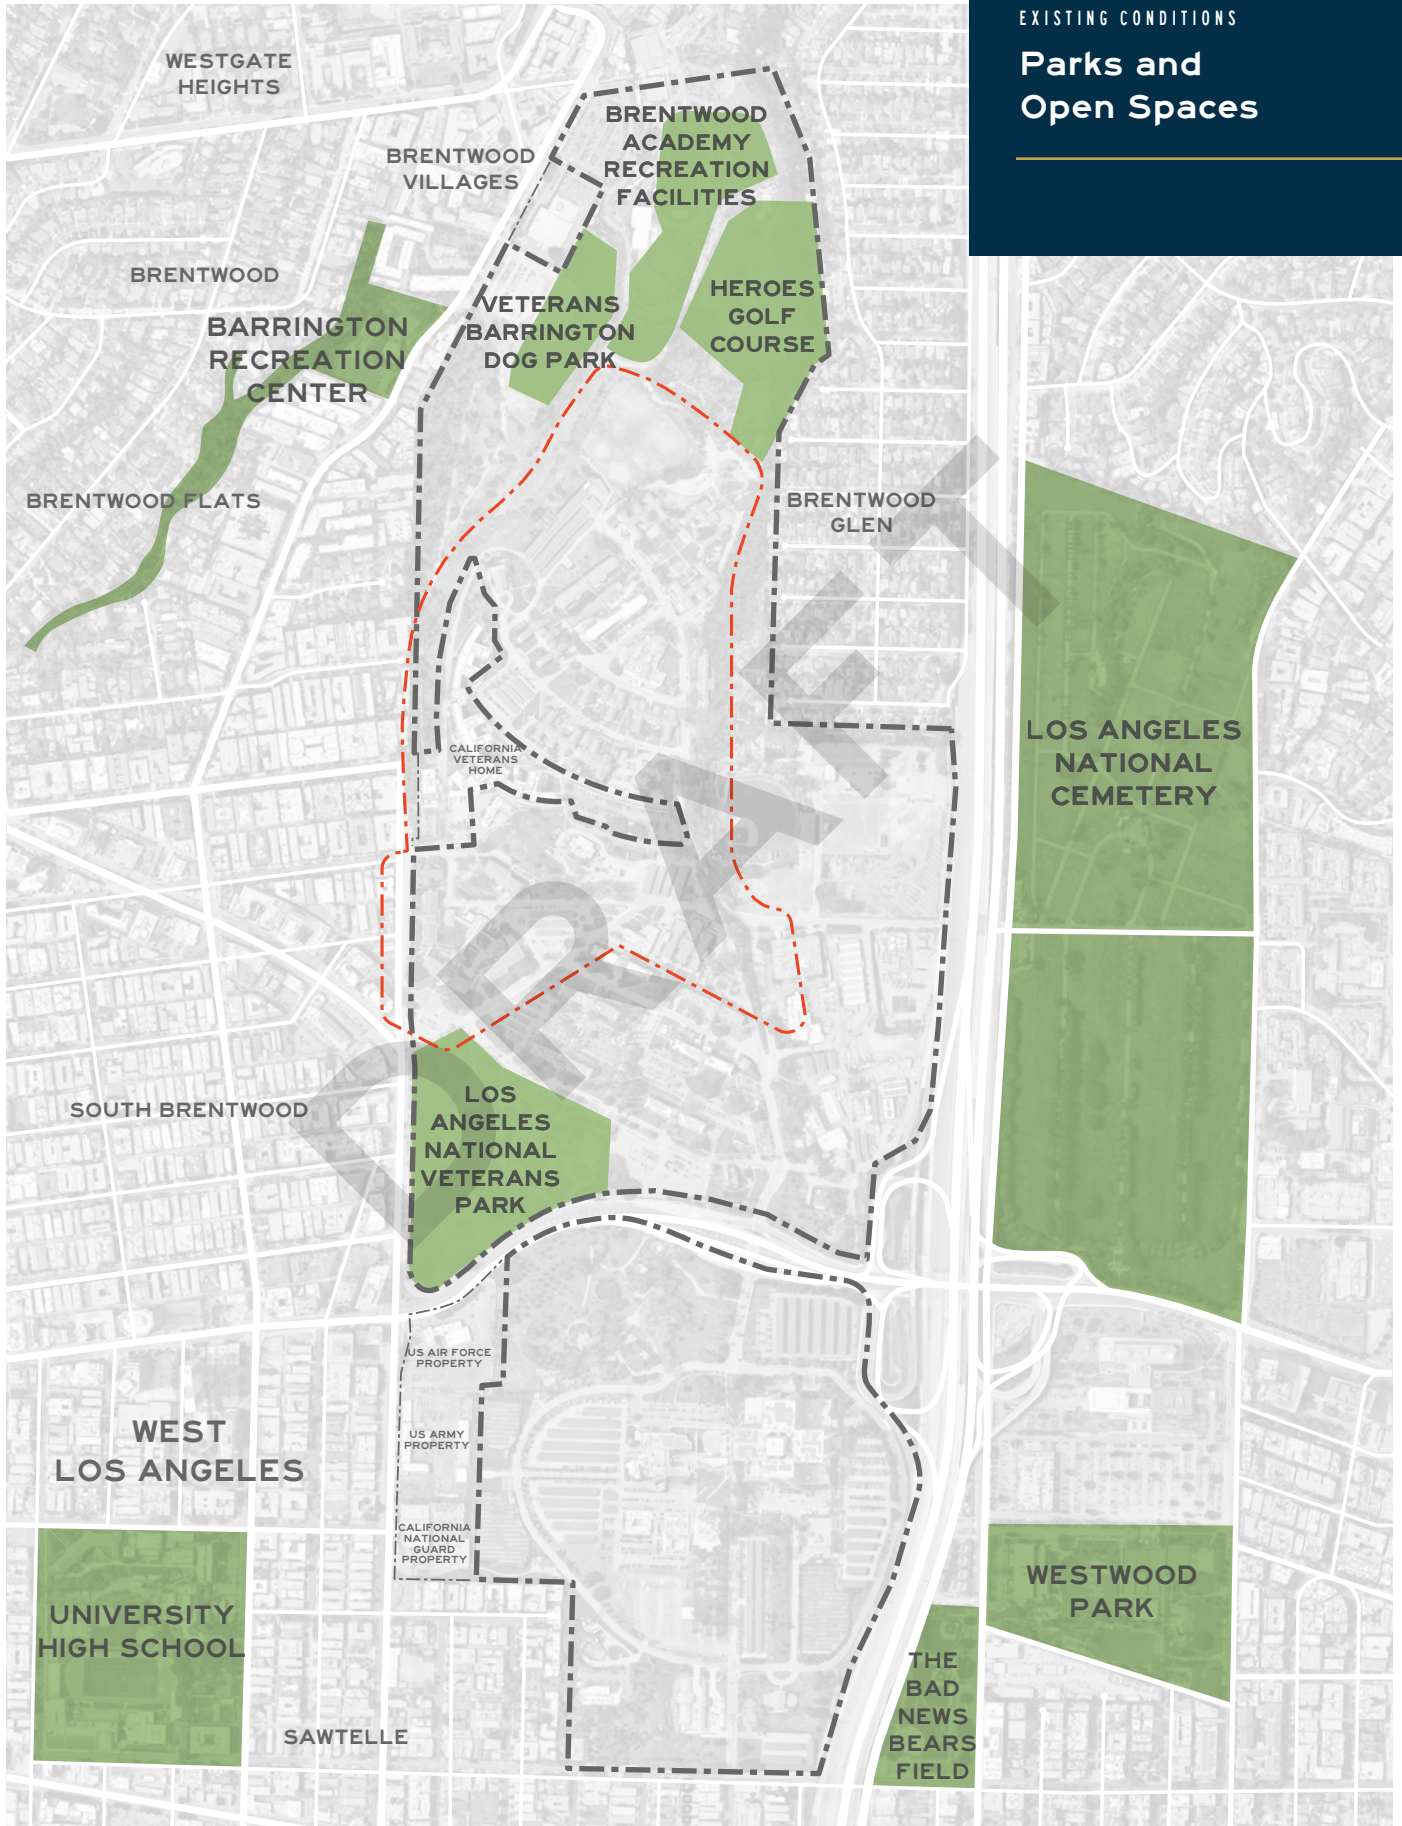 EXISTING CONDITIONS
Parks and
Open Spaces
WESTGATE
HEIGHTS
BRENTWOOD
ACADEMY
RECREATION
FACILITIES
BRENTWOOD
VILLAGES
BRENTWOOD
VETERANS
BARRINGTON
DOG PARK
HEROES
GOLF
COURSE
BARRINGTON
RECREATION
CENTER
BRENTWOOD FLATS
BRENTWOOD
GLEN
LOS ANGELES
NATIONAL
CEMETERY
CALIFORNIA
VETERANS
HOME
DRAFT
SOUTH BRENTWOOD
LOS
ANGELES
NATIONAL
VETERANS
PARK
US AIR FORCE
PROPERTY
WEST
LOS ANGELES
US ARMY
PROPERTY
CALIFORNIA
NATIONAL
GUARD
PROPERTY
UNIVERSITY
HIGH SCHOOL
WESTWOOD
PARK
THE
BAD
NEWS
BEARS
FIELD
SAWTELLE